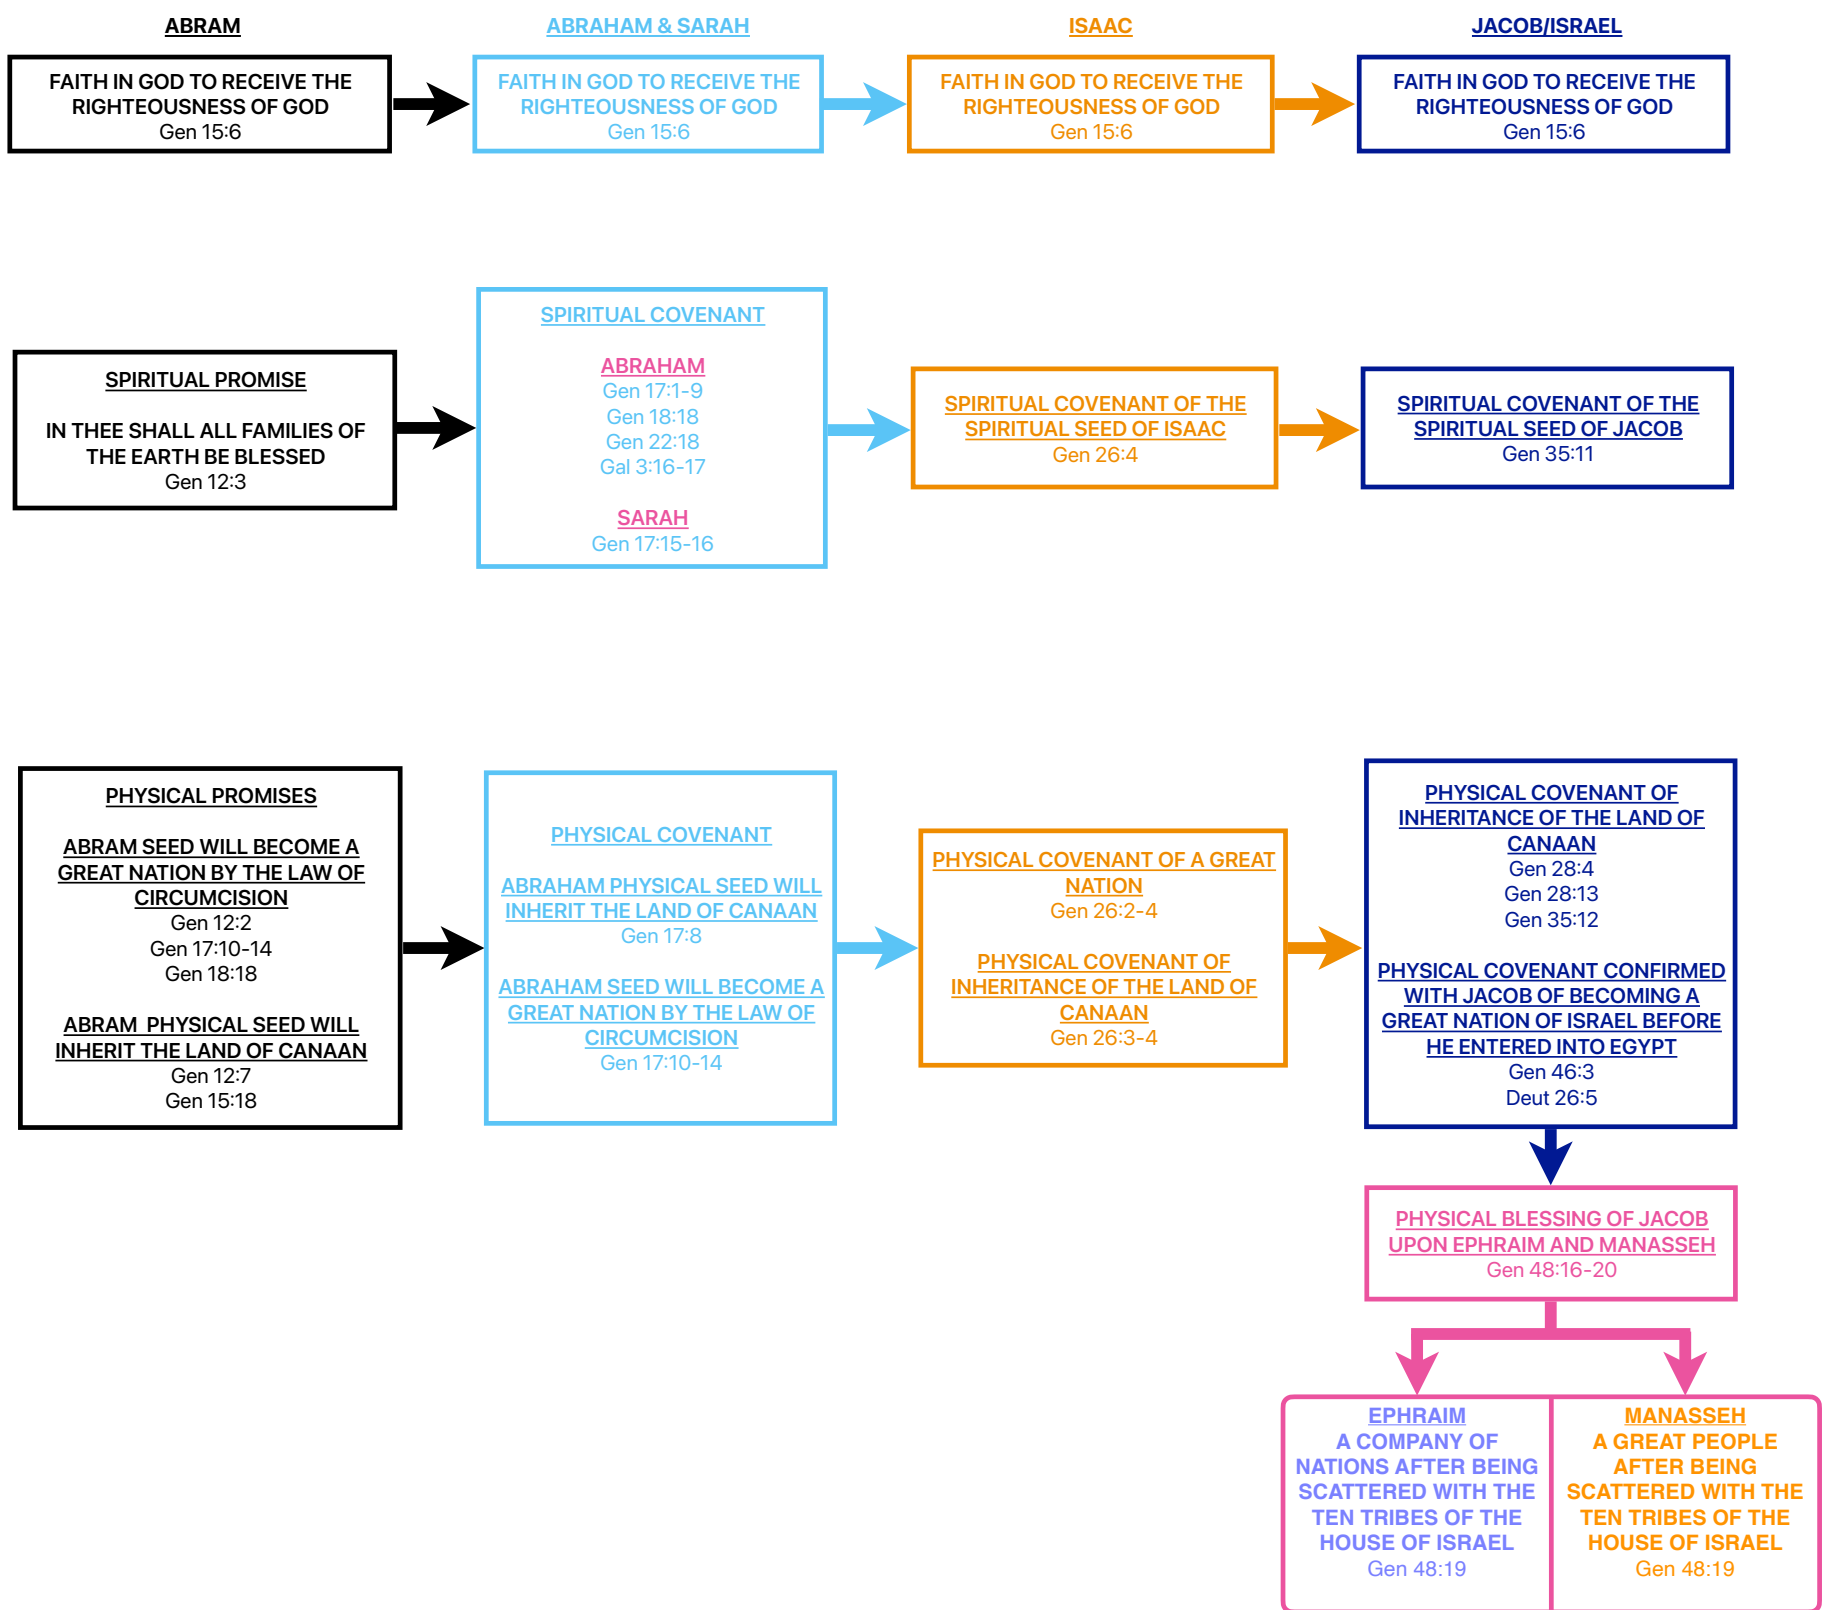 ABRAM
ABRAHAM & SARAH
ISAAC
JACOB/ISRAEL
FAITH IN GOD TO RECEIVE THE
RIGHTEOUSNESS OF GOD
Gen 15:6
FAITH IN GOD TO RECEIVE THE
RIGHTEOUSNESS OF GOD
Gen 15:6
FAITH IN GOD TO RECEIVE THE
RIGHTEOUSNESS OF GOD
Gen 15:6
FAITH IN GOD TO RECEIVE THE
RIGHTEOUSNESS OF GOD
Gen 15:6
SPIRITUAL PROMISE
IN THEE SHALL ALL FAMILIES OF
THE EARTH BE BLESSED
Gen 12:3
SPIRITUAL COVENANT
ABRAHAM
Gen 17:1-9
Gen 18:18
Gen 22:18
Gal 3:16-17
SARAH
Gen 17:15-16
SPIRITUAL COVENANT OF THE
SPIRITUAL SEED OF ISAAC
Gen 26:4
SPIRITUAL COVENANT OF THE
SPIRITUAL SEED OF JACOB
Gen 35:11
PHYSICAL PROMISES
ABRAM SEED WILL BECOME A
GREAT NATION BY THE LAW OF
CIRCUMCISION
Gen 12:2
Gen 17:10-14
Gen 18:18
ABRAM PHYSICAL SEED WILL
INHERIT THE LAND OF CANAAN
Gen 12:7
Gen 15:18
PHYSICAL COVENANT
ABRAHAM PHYSICAL SEED WILL
INHERIT THE LAND OF CANAAN
Gen 17:8
ABRAHAM SEED WILL BECOME A
GREAT NATION BY THE LAW OF
CIRCUMCISION
Gen 17:10-14
PHYSICAL COVENANT OF A GREAT
NATION
Gen 26:2-4
PHYSICAL COVENANT OF
INHERITANCE OF THE LAND OF
CANAAN
Gen 26:3-4
PHYSICAL COVENANT OF
INHERITANCE OF THE LAND OF
CANAAN
Gen 28:4
Gen 28:13
Gen 35:12
PHYSICAL COVENANT CONFIRMED
WITH JACOB OF BECOMING A
GREAT NATION OF ISRAEL BEFORE
HE ENTERED INTO EGYPT
Gen 46:3
Deut 26:5
PHYSICAL BLESSING OF JACOB
UPON EPHRAIM AND MANASSEH
Gen 48:16-20
EPHRAIM
A COMPANY OF
NATIONS AFTER BEING
SCATTERED WITH THE
TEN TRIBES OF THE
HOUSE OF ISRAEL
Gen 48:19
MANASSEH
A GREAT PEOPLE
AFTER BEING
SCATTERED WITH THE
TEN TRIBES OF THE
HOUSE OF ISRAEL
Gen 48:19